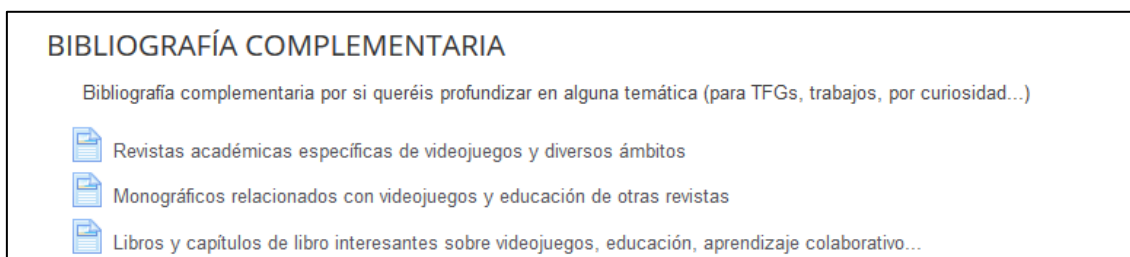 BIBLIOGRAFÍA COMPLEMENTARIA
Bibliografía complementaria por si queréis profundizar en alguna temática (para TFGs, trabajos, por curiosidad...)
Revistas académicas específicas de videojuegos y diversos ámbitos
Monográficos relacionados con videojuegos y educación de otras revistas
Libros y capítulos de libro interesantes sobre videojuegos, educación, aprendizaje colaborativo...